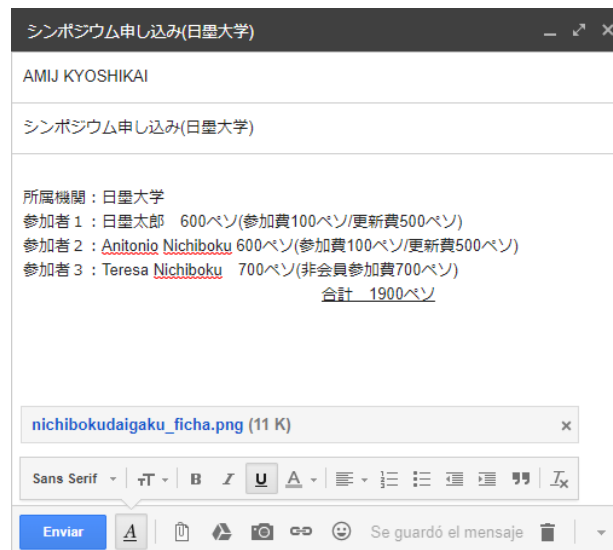 シンポジウム申し込み(日墨大学)
AMIJ KYOSHIKAI
シンポジウム申し込み(日墨大学)
所属機関：日墨大学
参加者１：日墨太郎　600ペソ(参加費100ペソ/更新費500ペソ)
参加者２：Anitonio Nichiboku 600ペソ(参加費100ペソ/更新費500ペソ)
参加者３：Teresa Nichiboku　700ペソ(非会員参加費700ペソ)
合計　1900ペソ
nichibokudaigaku_ficha.png (11 K)
Sans Serif
Enviar
Se guardó el mensaje